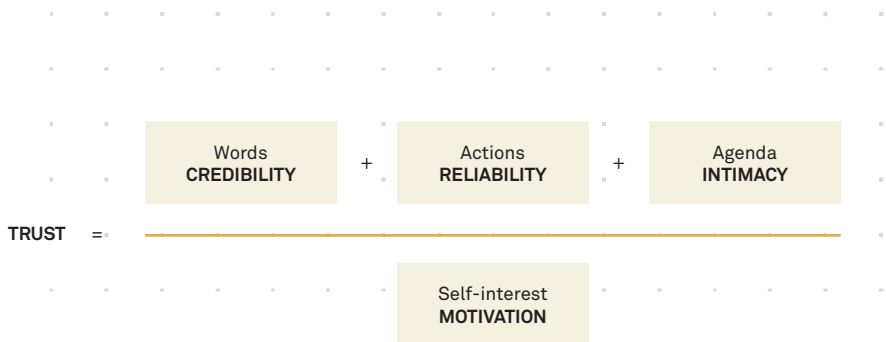 Words + Actions + Agenda
CREDIBILITY RELIABILITY INTIMACY
TRUST =
Self-interest
MOTIVATION